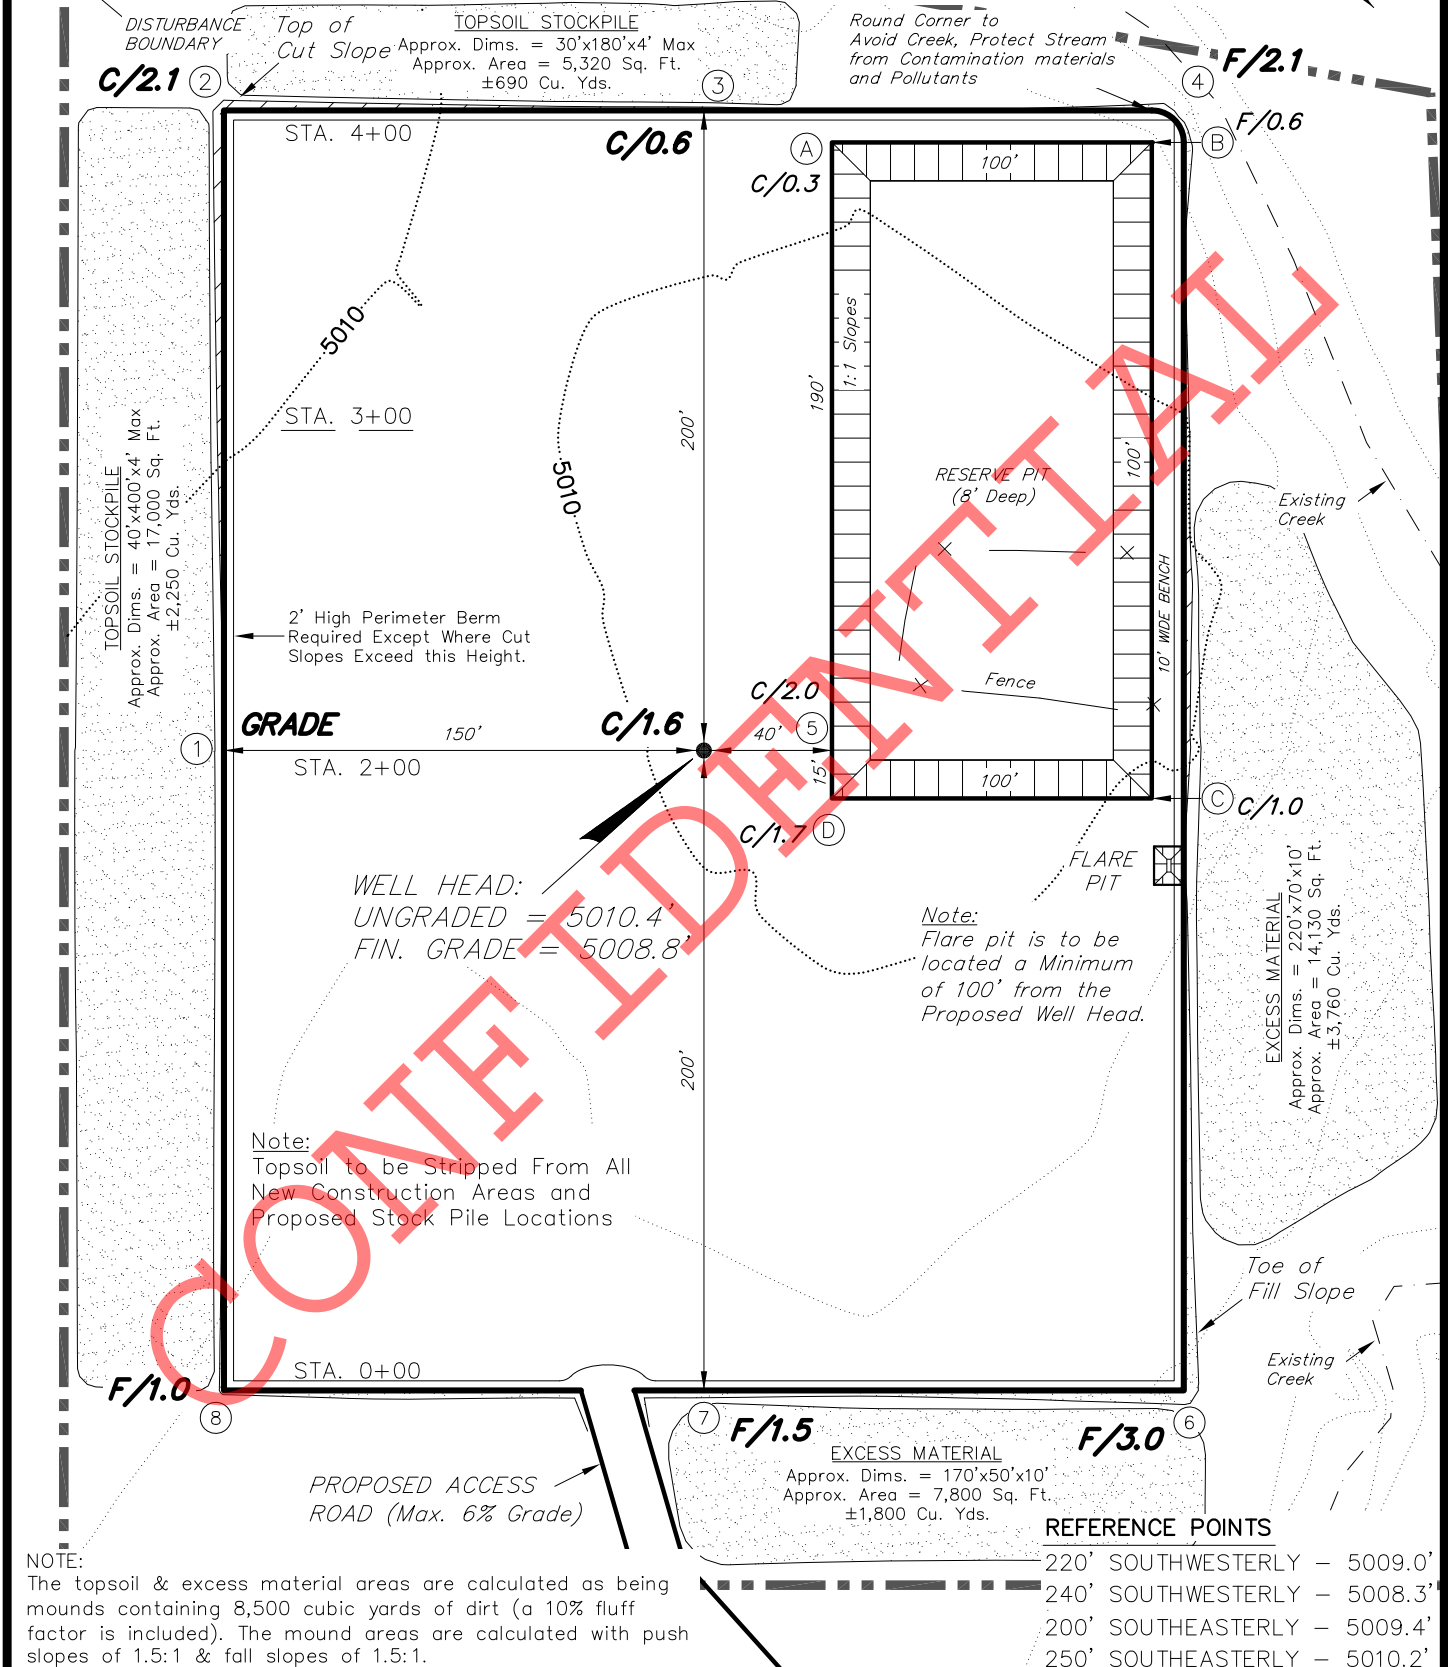 DISTURBANCE
BOUNDARY
Top of
Cut Slope
TOPSOIL STOCKPILE
Approx. Dims. = 30'x180'x4' Max
Approx. Area = 5,320 Sq. Ft.
±690 Cu. Yds.
Round Corner to
Avoid Creek, Protect Stream
from Contamination materials
and Pollutants
C/2.1
2
3
4
F/2.1
F/0.6
STA. 4+00
C/0.6
A
B
100'
C/0.3
5010
STA. 3+00
200'
190'
1:1 Slopes
5010
RESERVE PIT
(8' Deep)
100'
Existing
Creek
TOPSOIL STOCKPILE
Approx. Dims. = 40'x400'x4' Max
Approx. Area = 17,000 Sq. Ft.
±2,250 Cu. Yds.
10' WIDE BENCH
2' High Perimeter Berm
Required Except Where Cut
Slopes Exceed this Height.
Fence
C/2.0
GRADE
C/1.6
1
150'
40'
5
STA. 2+00
15'
100'
C
C/1.0
C/1.7
D
FLARE
PIT
WELL HEAD:
UNGRADED = 5010.4'
FIN. GRADE = 5008.8'
Note:
Flare pit is to be
located a Minimum
of 100' from the
Proposed Well Head.
EXCESS MATERIAL
Approx. Dims. = 220'x70'x10'
Approx. Area = 14,130 Sq. Ft.
±3,760 Cu. Yds.
200'
Note:
Topsoil to be Stripped From All
New Construction Areas and
Proposed Stock Pile Locations
CONFIDENTIAL
Toe of
Fill Slope
Existing
Creek
STA. 0+00
F/1.0
8
7
F/1.5
F/3.0
6
EXCESS MATERIAL
Approx. Dims. = 170'x50'x10'
Approx. Area = 7,800 Sq. Ft.
±1,800 Cu. Yds.
PROPOSED ACCESS
ROAD (Max. 6% Grade)
REFERENCE POINTS
220' SOUTHWESTERLY - 5009.0'
240' SOUTHWESTERLY - 5008.3'
200' SOUTHEASTERLY - 5009.4'
250' SOUTHEASTERLY - 5010.2'
NOTE:
The topsoil & excess material areas are calculated as being
mounds containing 8,500 cubic yards of dirt (a 10% fluff
factor is included). The mound areas are calculated with push
slopes of 1.5:1 & fall slopes of 1.5:1.